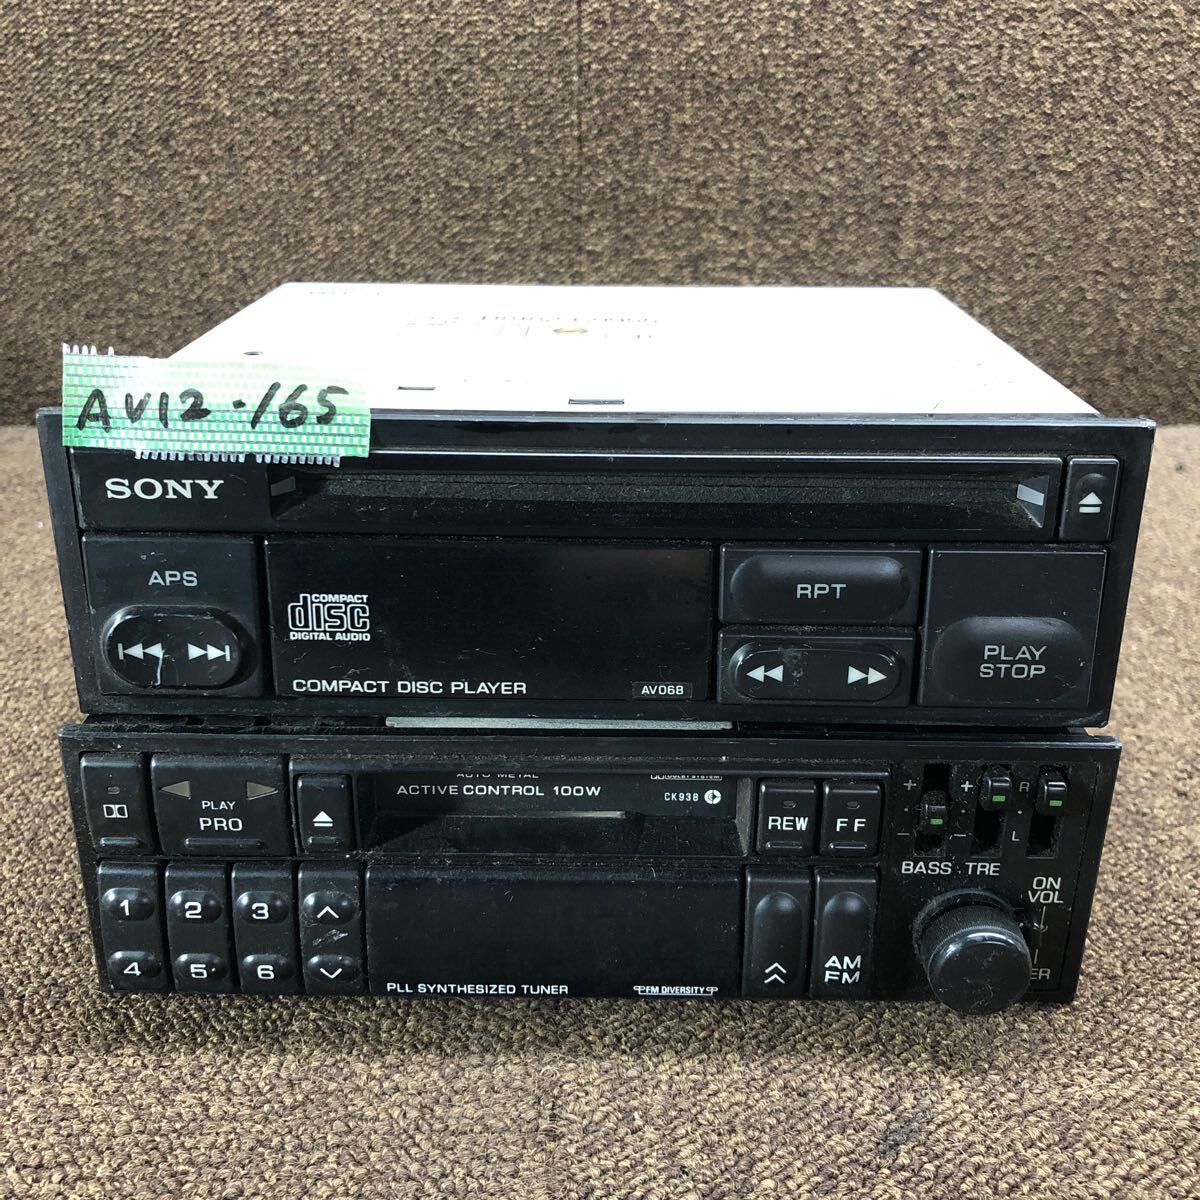 AV12-165
SONY
APS
COMPACT
disc
DIGITAL AUDIO
COMPACT DISC PLAYER
AV068
RPT
PLAY
STOP
AUTO METAL
DOLBY SYSTEM
ACTIVE CONTROL 100W
CK938
PLAY
PRO
REW
FF
+
+
R
-
-
L
BASS
TRE
ON
VOL
1
2
3
4
5
6
AM
FM
PLL SYNTHESIZED TUNER
FM DIVERSITY